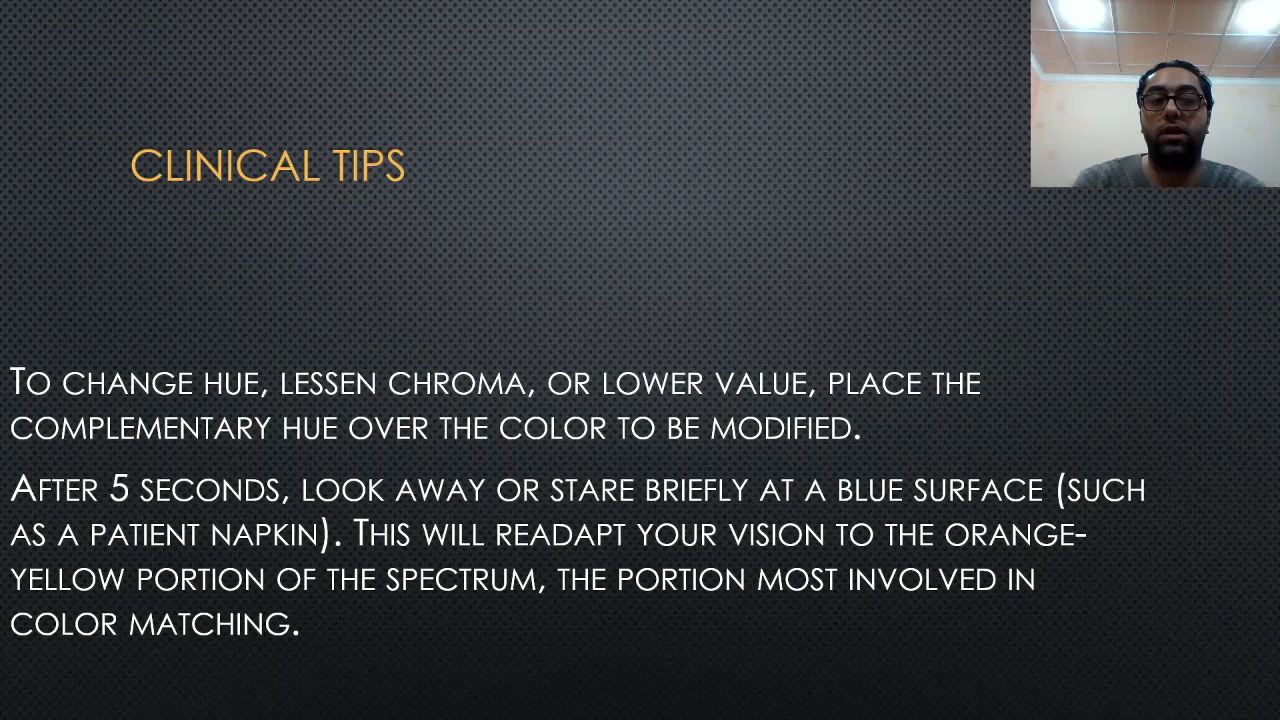 CLINICAL TIPS
TO CHANGE HUE, LESSEN CHROMA, OR LOWER VALUE, PLACE THE
COMPLEMENTARY HUE OVER THE COLOR TO BE MODIFIED.
AFTER 5 SECONDS, LOOK AWAY OR STARE BRIEFLY AT A BLUE SURFACE (SUCH
AS A PATIENT NAPKIN). THIS WILL READAPT YOUR VISION TO THE ORANGE-
YELLOW PORTION OF THE SPECTRUM, THE PORTION MOST INVOLVED IN
COLOR MATCHING.